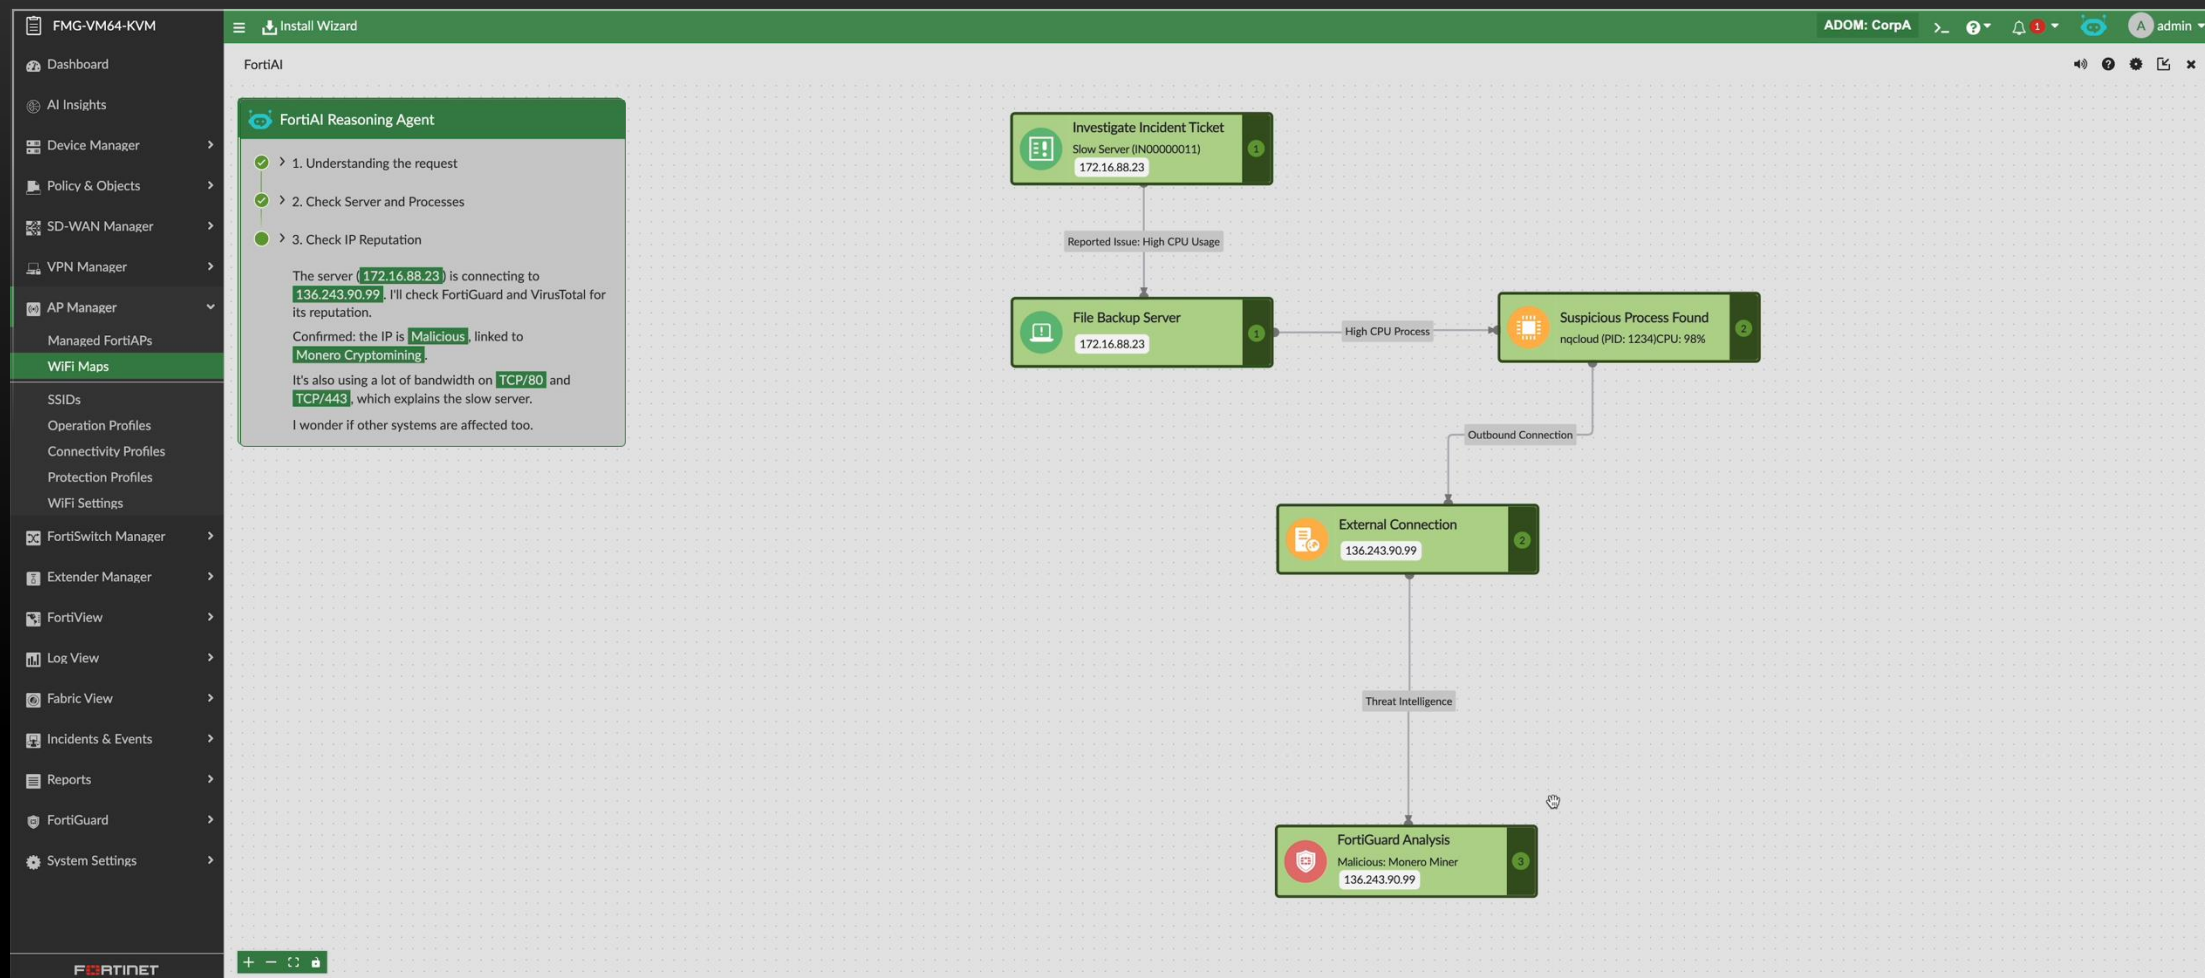 FMG-VM64-KVM
Install Wizard
ADOM: CorpA
1
A
admin
Dashboard
AI Insights
Device Manager
Policy & Objects
SD-WAN Manager
VPN Manager
AP Manager
Managed FortiAPs
WiFi Maps
SSIDs
Operation Profiles
Connectivity Profiles
Protection Profiles
WiFi Settings
FortiSwitch Manager
Extender Manager
FortiView
Log View
Fabric View
Incidents & Events
Reports
FortiGuard
System Settings
FORTINET
FortiAI
FortiAI Reasoning Agent
1. Understanding the request
2. Check Server and Processes
3. Check IP Reputation
The server (172.16.88.23) is connecting to
136.243.90.99. I'll check FortiGuard and VirusTotal for
its reputation.
Confirmed: the IP is Malicious, linked to
Monero Cryptomining.
It's also using a lot of bandwidth on TCP/80 and
TCP/443, which explains the slow server.
I wonder if other systems are affected too.
Investigate Incident Ticket
Slow Server (IN00000011)
172.16.88.23
1
Reported Issue: High CPU Usage
File Backup Server
172.16.88.23
1
High CPU Process
Suspicious Process Found
nqcloud (PID: 1234)CPU: 98%
2
Outbound Connection
External Connection
136.243.90.99
2
Threat Intelligence
FortiGuard Analysis
Malicious: Monero Miner
136.243.90.99
3